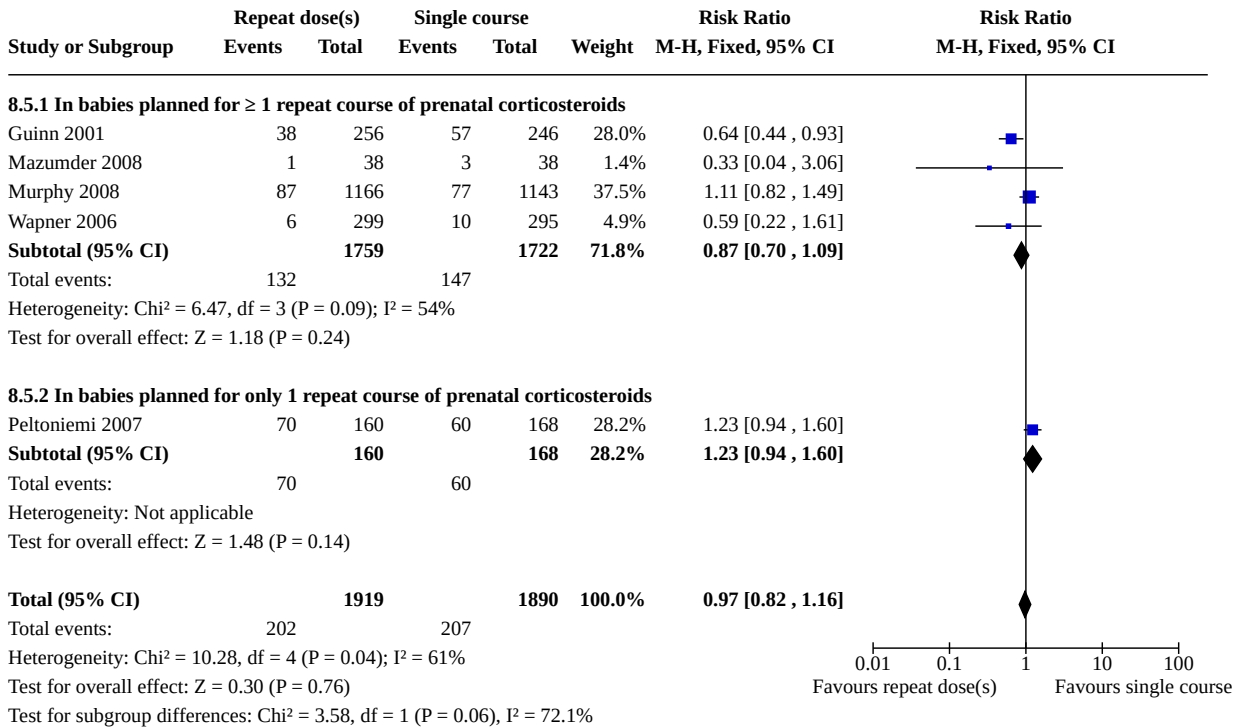 Repeat dose(s) Single course Risk Ratio Risk Ratio
Study or Subgroup Events Total Events Total Weight M-H, Fixed, 95% CI M-H, Fixed, 95% CI
8.5.1 In babies planned for ≥ 1 repeat course of prenatal corticosteroids
Guinn 2001 38 256 57 246 28.0% 0.64 [0.44 , 0.93]
Mazumder 2008 1 38 3 38 1.4% 0.33 [0.04 , 3.06]
Murphy 2008 87 1166 77 1143 37.5% 1.11 [0.82 , 1.49]
Wapner 2006 6 299 10 295 4.9% 0.59 [0.22 , 1.61]
Subtotal (95% CI) 1759 1722 71.8% 0.87 [0.70 , 1.09]
Total events: 132 147
Heterogeneity: Chi² = 6.47, df = 3 (P = 0.09); I² = 54%
Test for overall effect: Z = 1.18 (P = 0.24)
8.5.2 In babies planned for only 1 repeat course of prenatal corticosteroids
Peltoniemi 2007 70 160 60 168 28.2% 1.23 [0.94 , 1.60]
Subtotal (95% CI) 160 168 28.2% 1.23 [0.94 , 1.60]
Total events: 70 60
Heterogeneity: Not applicable
Test for overall effect: Z = 1.48 (P = 0.14)
Total (95% CI) 1919 1890 100.0% 0.97 [0.82 , 1.16]
Total events: 202 207
Heterogeneity: Chi² = 10.28, df = 4 (P = 0.04); I² = 61%
Test for overall effect: Z = 0.30 (P = 0.76)
Test for subgroup differences: Chi² = 3.58, df = 1 (P = 0.06), I² = 72.1%
0.01 0.1 1 10 100
Favours repeat dose(s) Favours single course